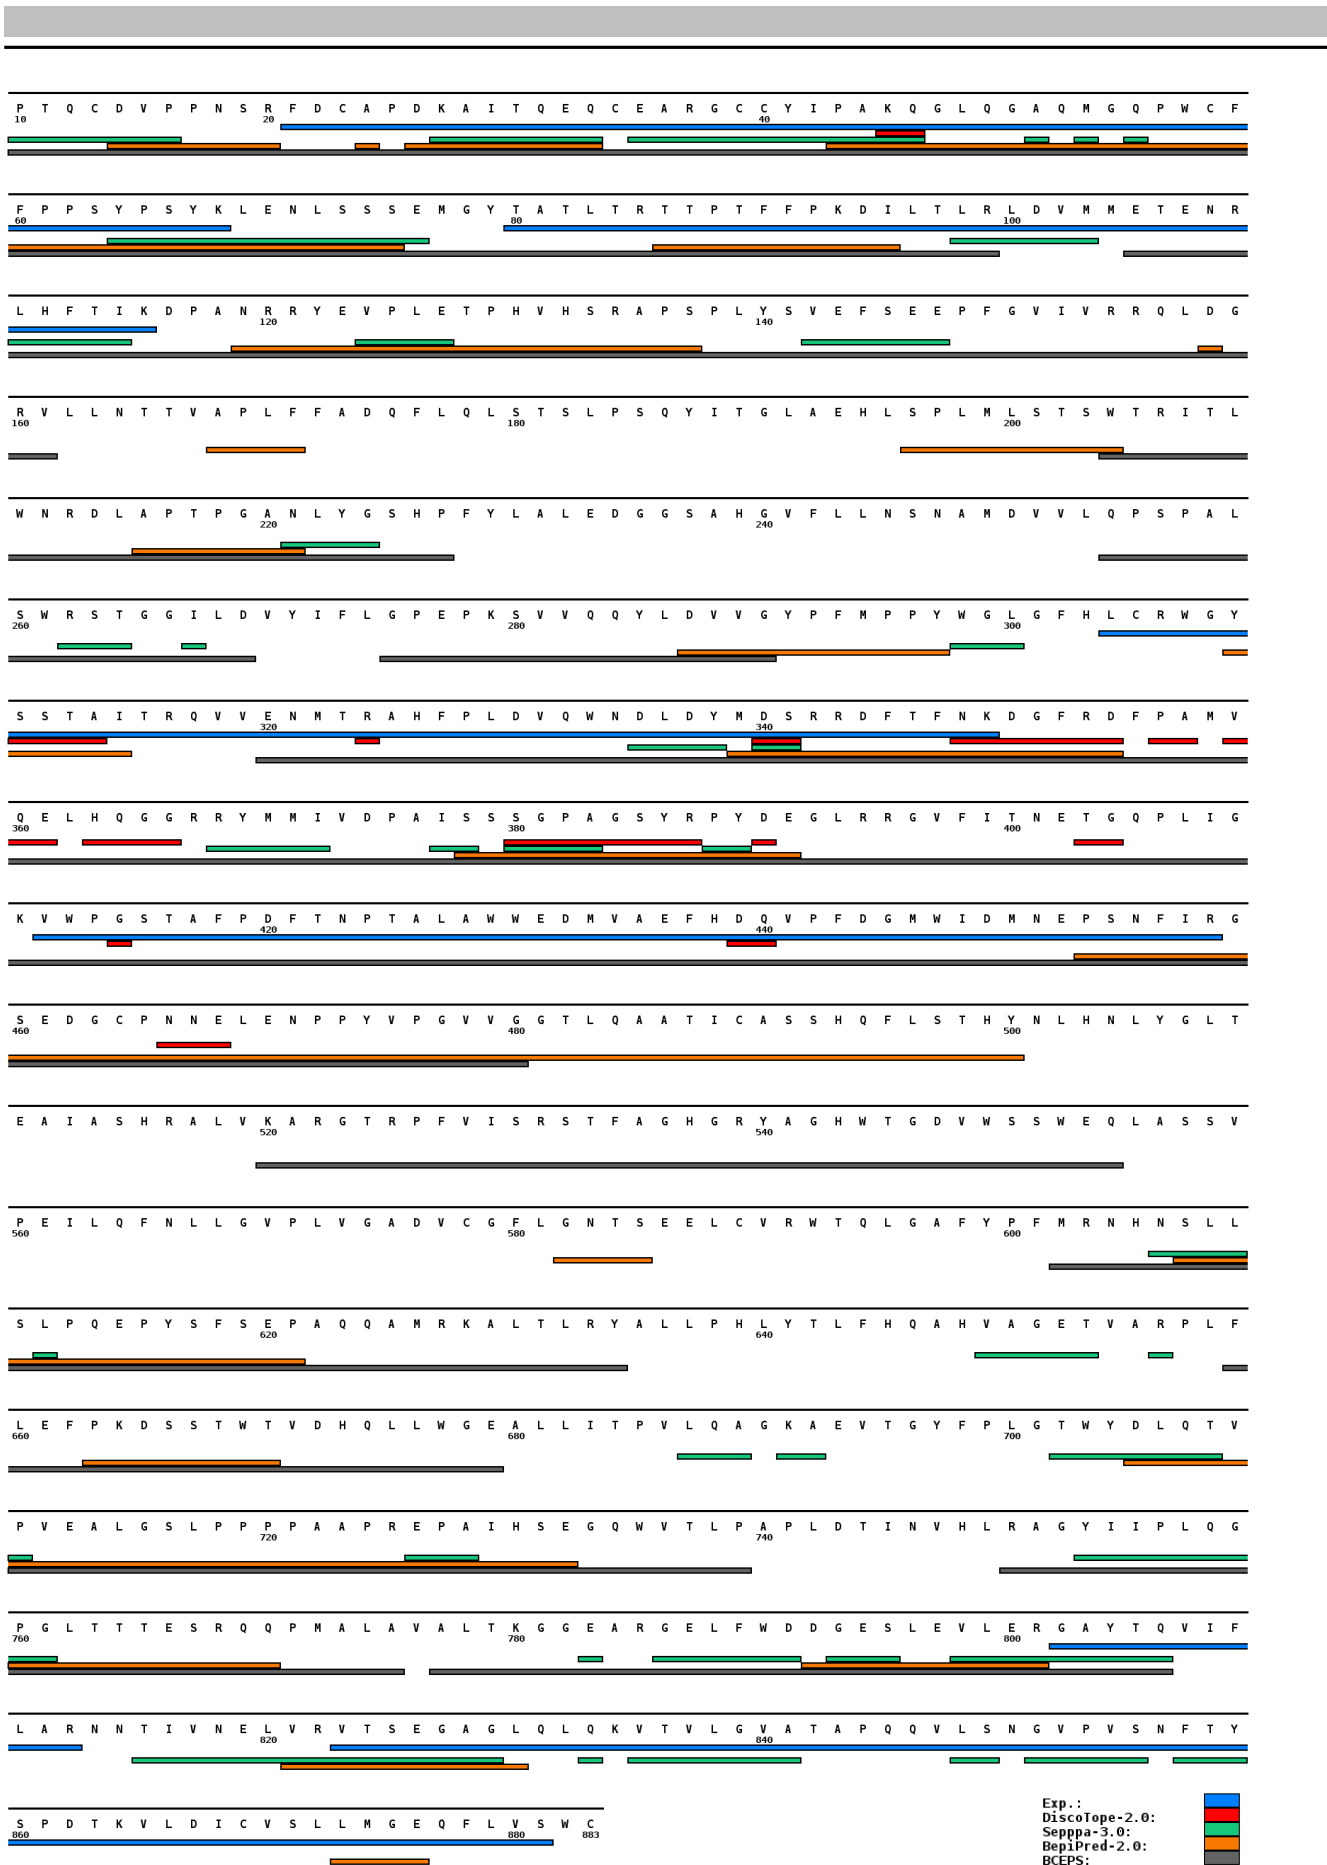 P T Q C D V P P N S R F D C A P D K A I T Q E Q C E A R G C C Y I P A K Q G L Q G A Q M G Q P W C F
10 20 40
F P P S Y P S Y K L E N L S S S E M G Y T A T L T R T T P T F F P K D I L T L R L D V M M E T E N R
60 80 100
L H F T I K D P A N R R Y E V P L E T P H V H S R A P S P L Y S V E F S E E P F G V I V R R Q L D G
120 140
R V L L N T T V A P L F F A D Q F L Q L S T S L P S Q Y I T G L A E H L S P L M L S T S W T R I T L
160 180 200
W N R D L A P T P G A N L Y G S H P F Y L A L E D G G S A H G V F L L N S N A M D V V L Q P S P A L
220 240
S W R S T G G I L D V Y I F L G P E P K S V V Q Q Y L D V V G Y P F M P P Y W G L G F H L C R W G Y
260 280 300
S S T A I T R Q V V E N M T R A H F P L D V Q W N D L D Y M D S R R D F T F N K D G F R D F P A M V
320 340
Q E L H Q G G R R Y M M I V D P A I S S S G P A G S Y R P Y D E G L R R G V F I T N E T G Q P L I G
360 380 400
K V W P G S T A F P D F T N P T A L A W W E D M V A E F H D Q V P F D G M W I D M N E P S N F I R G
420 440
S E D G C P N N E L E N P P Y V P G V V G G T L Q A A T I C A S S H Q F L S T H Y N L H N L Y G L T
460 480 500
E A I A S H R A L V K A R G T R P F V I S R S T F A G H G R Y A G H W T G D V W S S W E Q L A S S V
520 540
P E I L Q F N L L G V P L V G A D V C G F L G N T S E E L C V R W T Q L G A F Y P F M R N H N S L L
560 580 600
S L P Q E P Y S F S E P A Q Q A M R K A L T L R Y A L L P H L Y T L F H Q A H V A G E T V A R P L F
620 640
L E F P K D S S T W T V D H Q L L W G E A L L I T P V L Q A G K A E V T G Y F P L G T W Y D L Q T V
660 680 700
P V E A L G S L P P P P A A P R E P A I H S E G Q W V T L P A P L D T I N V H L R A G Y I I P L Q G
720 740
P G L T T T E S R Q Q P M A L A V A L T K G G E A R G E L F W D D G E S L E V L E R G A Y T Q V I F
760 780 800
L A R N N T I V N E L V R V T S E G A G L Q L Q K V T V L G V A T A P Q Q V L S N G V P V S N F T Y
820 840
S P D T K V L D I C V S L L M G E Q F L V S W C
860 880 883
Exp.:
DiscoTope-2.0:
Sepppa-3.0:
BepiPred-2.0:
BCEPS: